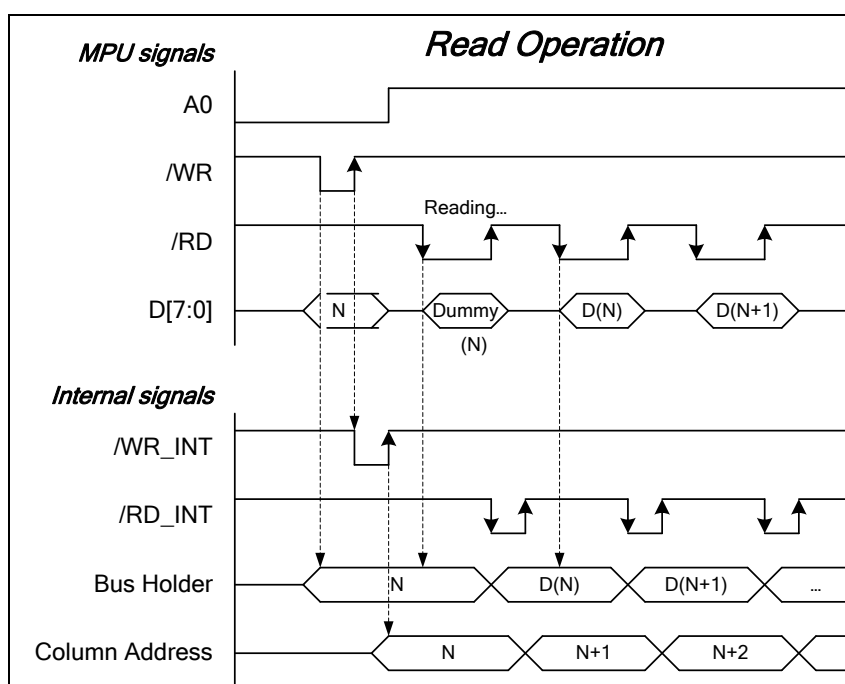 Read Operation
MPU signals
A0
/WR
Reading...
/RD
D[7:0]
N
Dummy
D(N)
D(N+1)
(N)
Internal signals
/WR_INT
/RD_INT
Bus Holder
N
D(N)
D(N+1)
...
Column Address
N
N+1
N+2